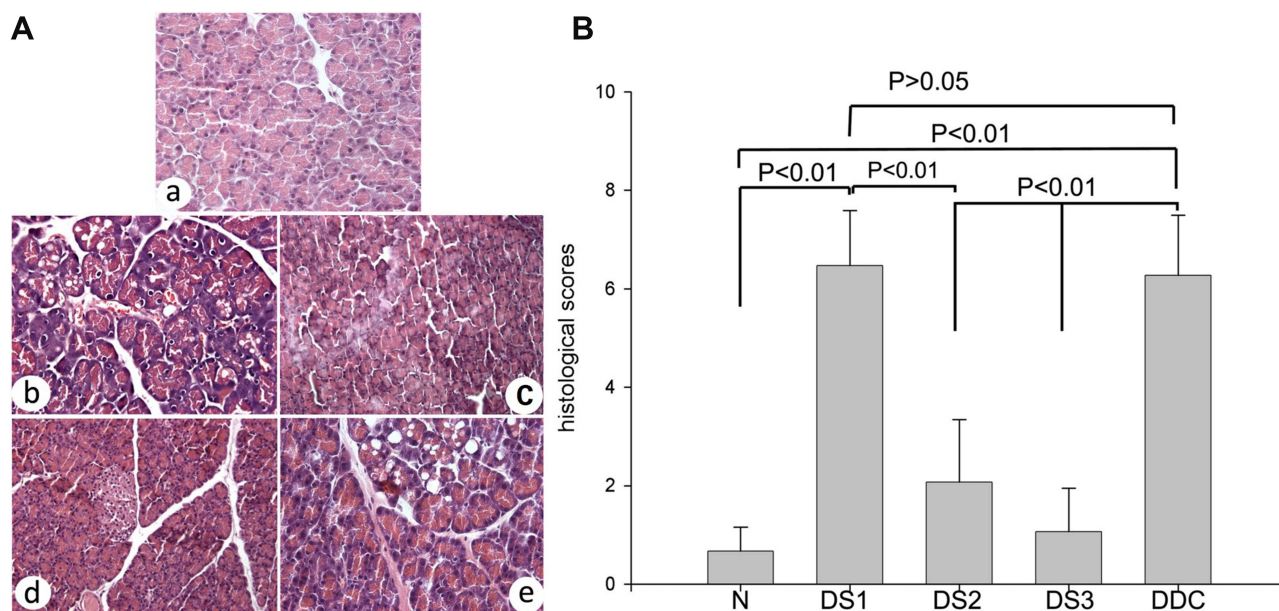 A
a
b
c
d
e
B
P>0.05
P<0.01
P<0.01
P<0.01
P<0.01
histological scores
10
8
6
4
2
0
N DS1 DS2 DS3 DDC